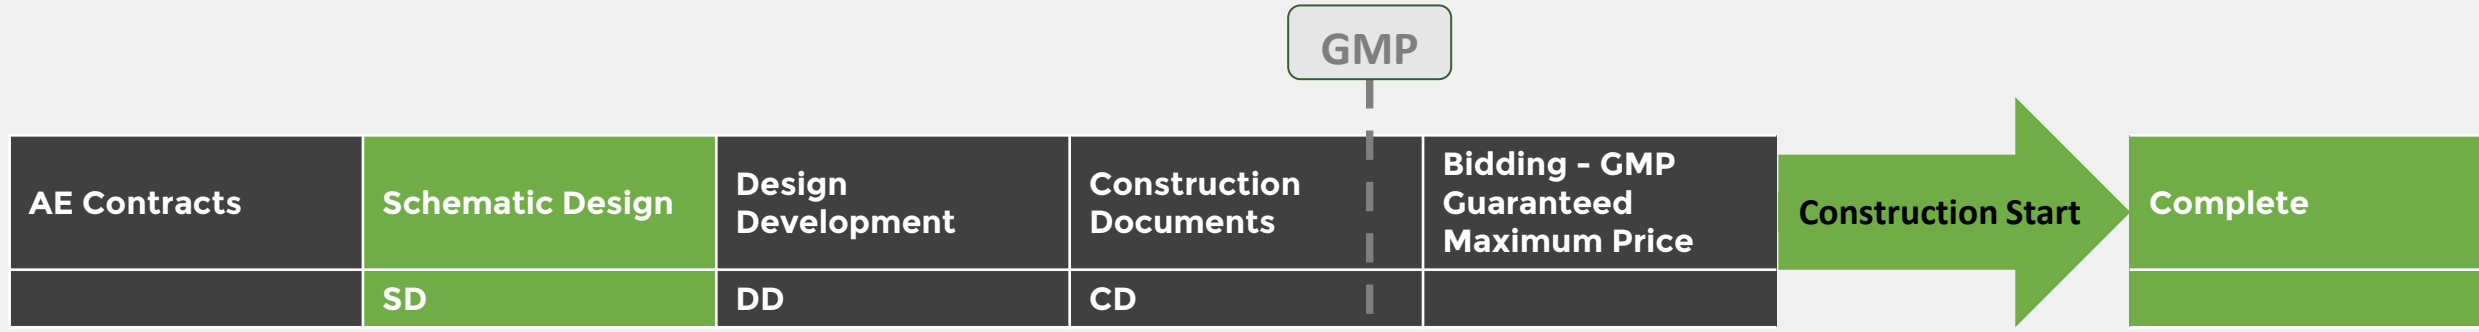 GMP
AE Contracts
Schematic Design
Design
Development
Construction
Documents
Bidding - GMP
Guaranteed
Maximum Price
Construction Start
Complete
SD
DD
CD